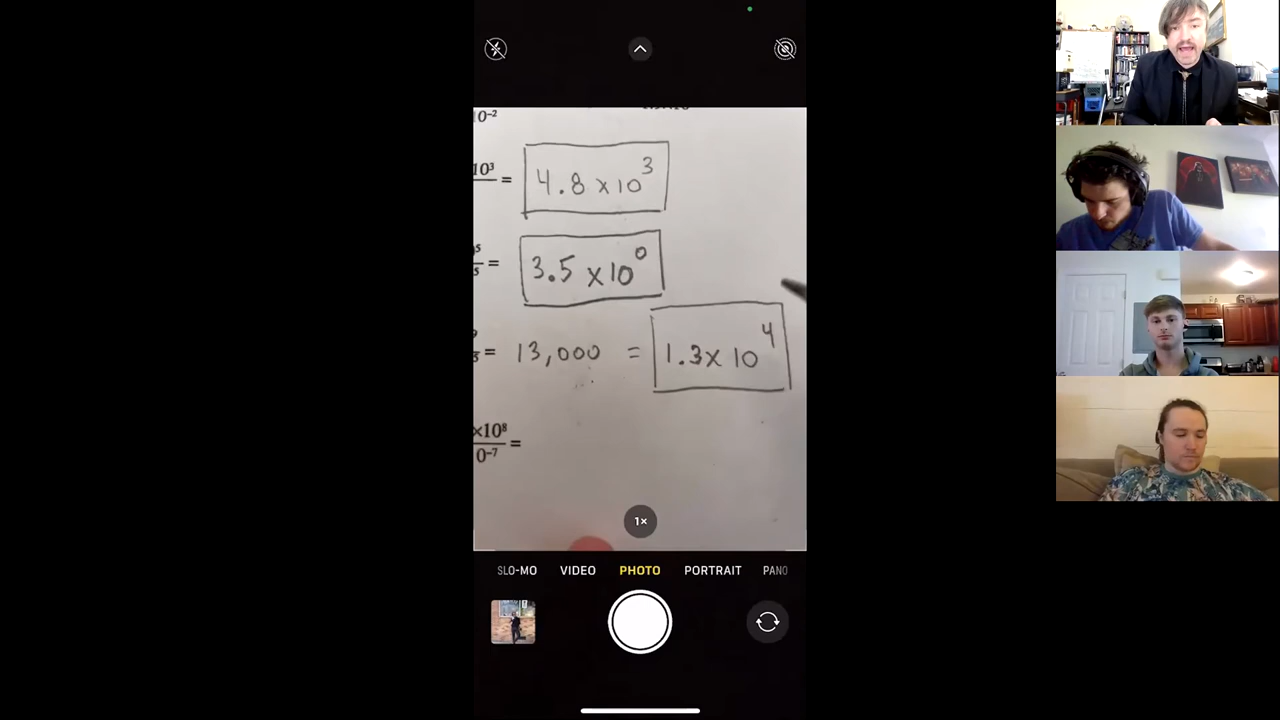 10⁻²
10³ = 4.8 x 10³
= 3.5 x 10⁰
= 13,000 = 1.3 x 10⁴
×10⁸
0⁻⁷ =
1×
SLO-MO VIDEO PHOTO PORTRAIT PANO